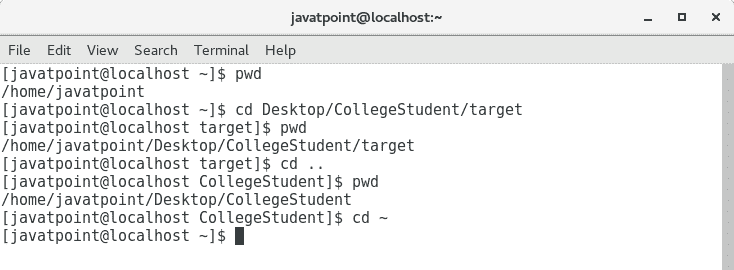 javatpoint@localhost:~
File Edit View Search Terminal Help
[javatpoint@localhost ~]$ pwd
/home/javatpoint
[javatpoint@localhost ~]$ cd Desktop/CollegeStudent/target
[javatpoint@localhost target]$ pwd
/home/javatpoint/Desktop/CollegeStudent/target
[javatpoint@localhost target]$ cd ..
[javatpoint@localhost CollegeStudent]$ pwd
/home/javatpoint/Desktop/CollegeStudent
[javatpoint@localhost CollegeStudent]$ cd ~
[javatpoint@localhost ~]$